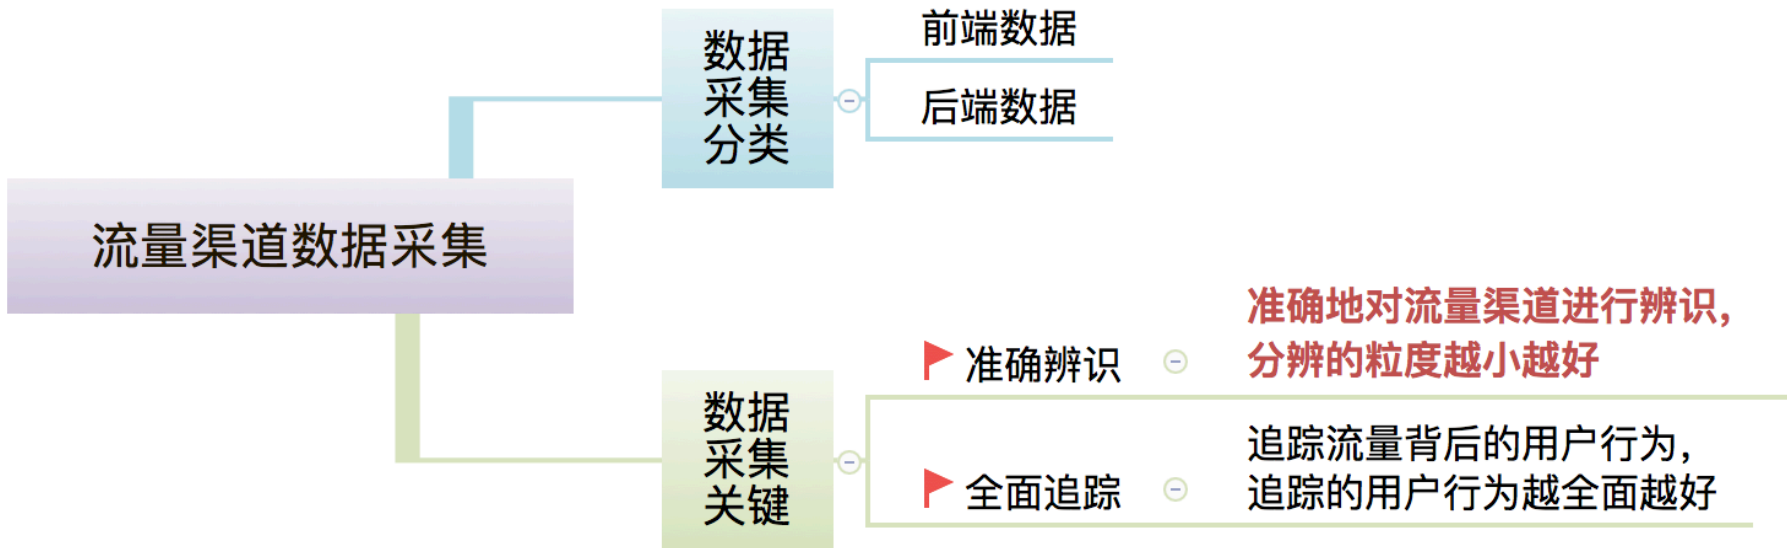 流量渠道数据采集
数据
采集
分类
前端数据
后端数据
数据
采集
关键
准确辨识
准确地对流量渠道进行辨识，
分辨的粒度越小越好
全面追踪
追踪流量背后的用户行为，
追踪的用户行为越全面越好